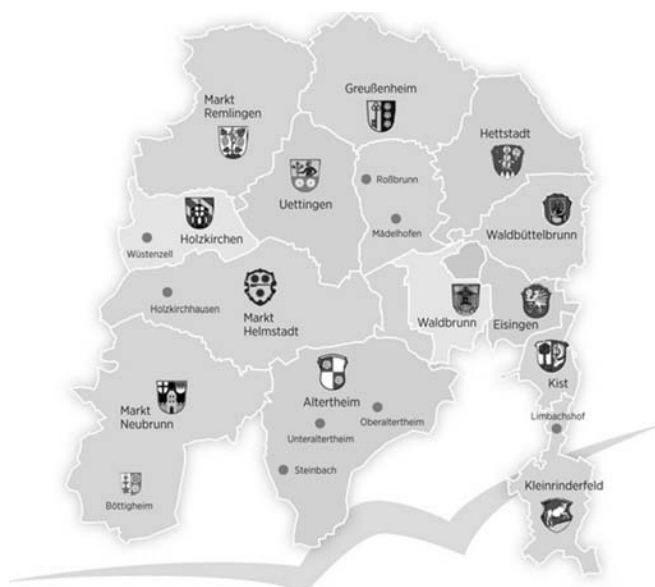 Greußenheim
Markt
Remlingen
Hettstadt
Roßbrunn
Uettingen
Mädelhofen
Waldbüttelbrunn
Holzkirchen
Wüstenzell
Holzkirchhausen
Markt
Helmstadt
Waldbrunn
Eisingen
Kist
Altertheim
Markt
Neubrunn
Oberaltertheim
Limbachshof
Unteraltertheim
Steinbach
Kleinrinderfeld
Böttigheim